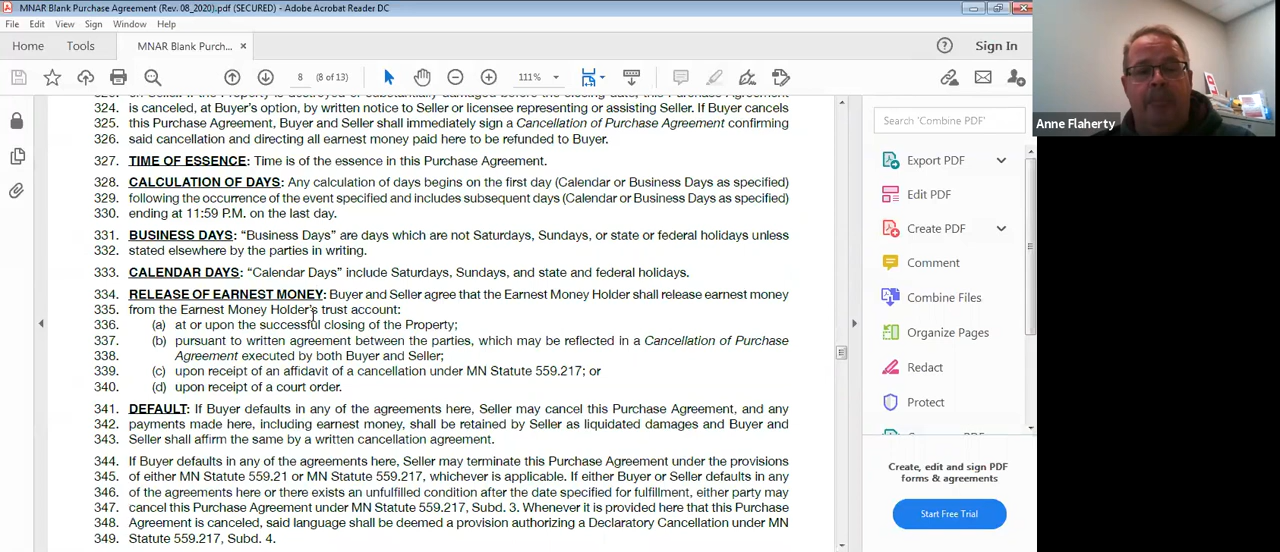 MNAR Blank Purchase Agreement (Rev. 08_2020).pdf (SECURED) - Adobe Acrobat Reader DC
File Edit View Sign Window Help
Home Tools MNAR Blank Purch... × Sign In
8 (8 of 13) 111%
324. is canceled, at Buyer's option, by written notice to Seller or licensee representing or assisting Seller. If Buyer cancels
325. this Purchase Agreement, Buyer and Seller shall immediately sign a Cancellation of Purchase Agreement confirming
326. said cancellation and directing all earnest money paid here to be refunded to Buyer.
327. TIME OF ESSENCE: Time is of the essence in this Purchase Agreement.
328. CALCULATION OF DAYS: Any calculation of days begins on the first day (Calendar or Business Days as specified)
329. following the occurrence of the event specified and includes subsequent days (Calendar or Business Days as specified)
330. ending at 11:59 P.M. on the last day.
331. BUSINESS DAYS: "Business Days" are days which are not Saturdays, Sundays, or state or federal holidays unless
332. stated elsewhere by the parties in writing.
333. CALENDAR DAYS: "Calendar Days" include Saturdays, Sundays, and state and federal holidays.
334. RELEASE OF EARNEST MONEY: Buyer and Seller agree that the Earnest Money Holder shall release earnest money
335. from the Earnest Money Holder's trust account:
336. (a) at or upon the successful closing of the Property;
337. (b) pursuant to written agreement between the parties, which may be reflected in a Cancellation of Purchase
338. Agreement executed by both Buyer and Seller;
339. (c) upon receipt of an affidavit of a cancellation under MN Statute 559.217; or
340. (d) upon receipt of a court order.
341. DEFAULT: If Buyer defaults in any of the agreements here, Seller may cancel this Purchase Agreement, and any
342. payments made here, including earnest money, shall be retained by Seller as liquidated damages and Buyer and
343. Seller shall affirm the same by a written cancellation agreement.
344. If Buyer defaults in any of the agreements here, Seller may terminate this Purchase Agreement under the provisions
345. of either MN Statute 559.21 or MN Statute 559.217, whichever is applicable. If either Buyer or Seller defaults in any
346. of the agreements here or there exists an unfulfilled condition after the date specified for fulfillment, either party may
347. cancel this Purchase Agreement under MN Statute 559.217, Subd. 3. Whenever it is provided here that this Purchase
348. Agreement is canceled, said language shall be deemed a provision authorizing a Declaratory Cancellation under MN
349. Statute 559.217, Subd. 4.
Search 'Combine PDF'
Export PDF
Edit PDF
Create PDF
Comment
Combine Files
Organize Pages
Redact
Protect
Create, edit and sign PDF
forms & agreements
Start Free Trial
Anne Flaherty